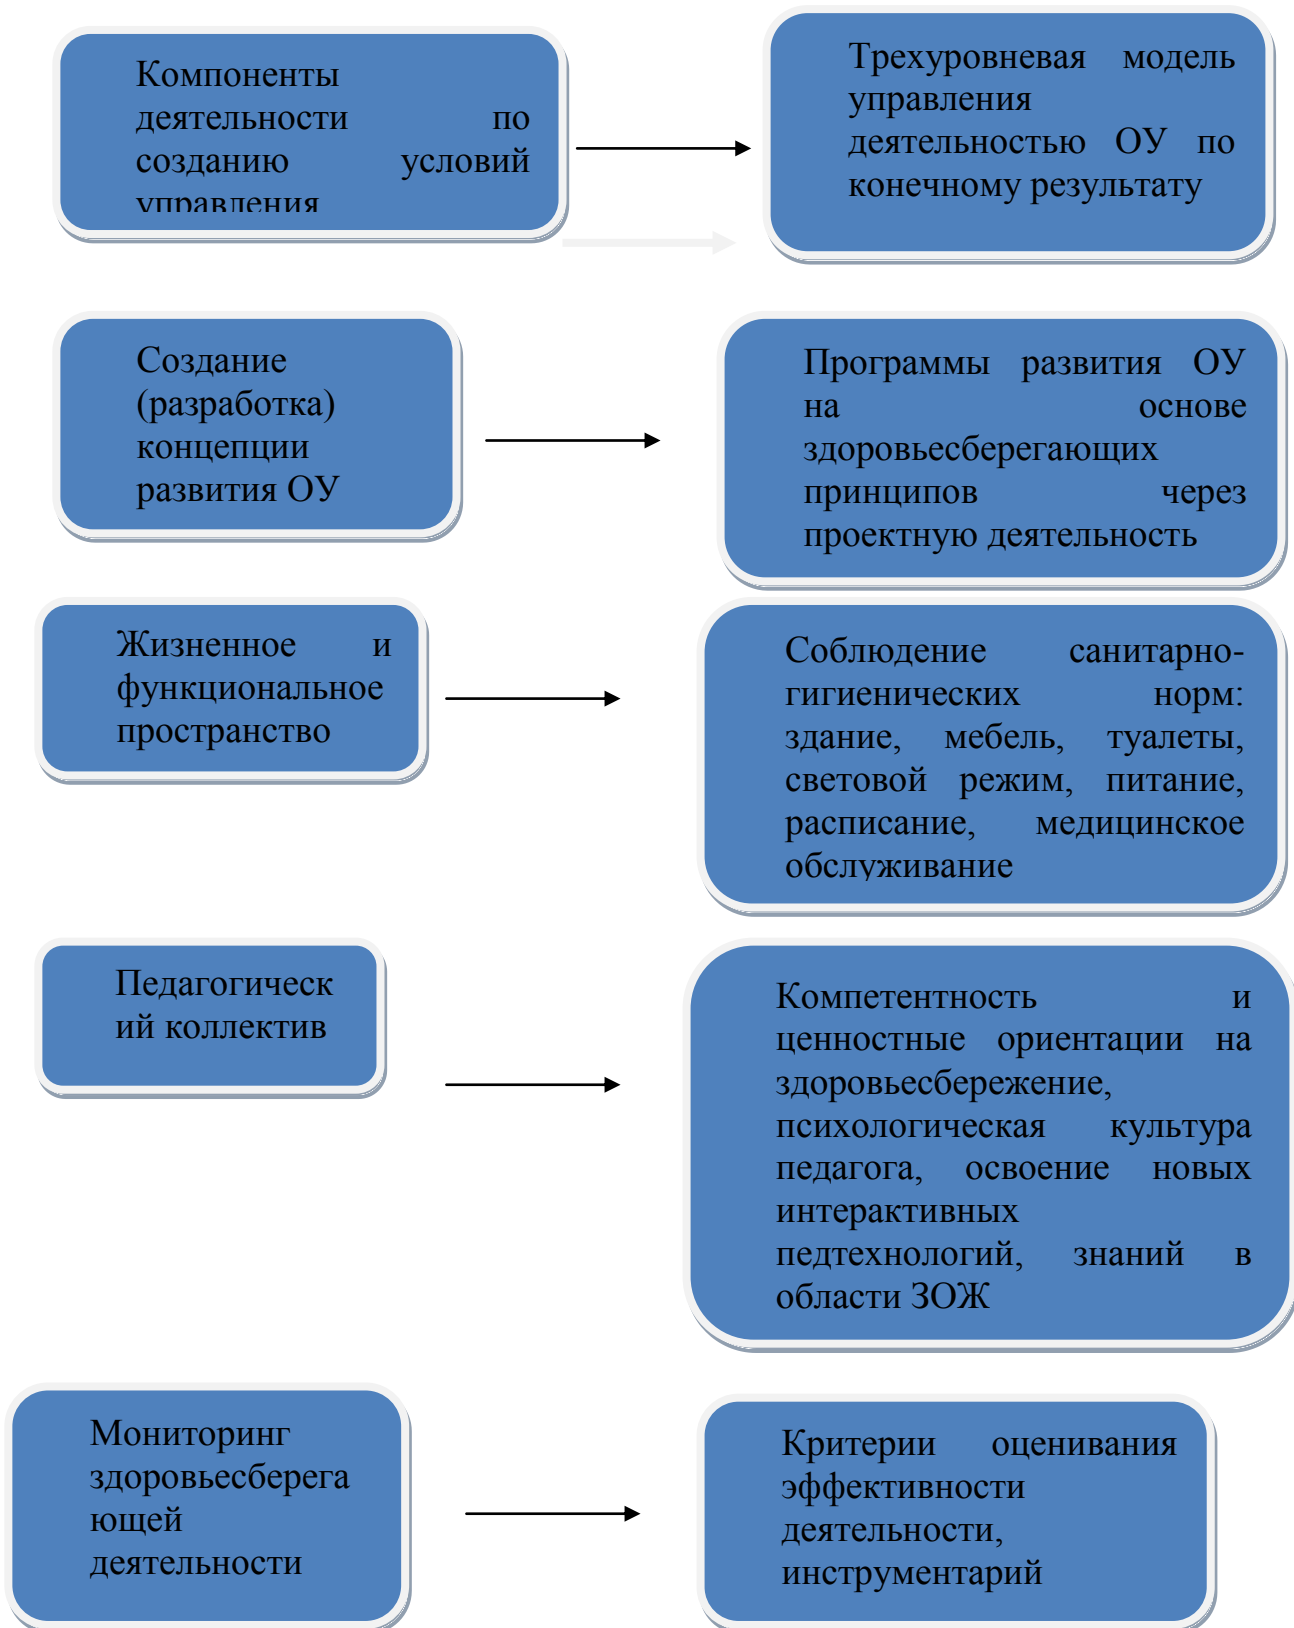 Компоненты
деятельности по
созданию условий
управления
Трехуровневая модель
управления
деятельностью ОУ по
конечному результату
Создание
(разработка)
концепции
развития ОУ
Программы развития ОУ
на основе
здоровьесберегающих
принципов через
проектную деятельность
Жизненное и
функциональное
пространство
Соблюдение санитарно-
гигиенических норм:
здание, мебель, туалеты,
световой режим, питание,
расписание, медицинское
обслуживание
Педагогическ
ий коллектив
Компетентность и
ценностные ориентации на
здоровьесбережение,
психологическая культура
педагога, освоение новых
интерактивных
педтехнологий, знаний в
области ЗОЖ
Мониторинг
здоровьесберега
ющей
деятельности
Критерии оценивания
эффективности
деятельности,
инструментарий